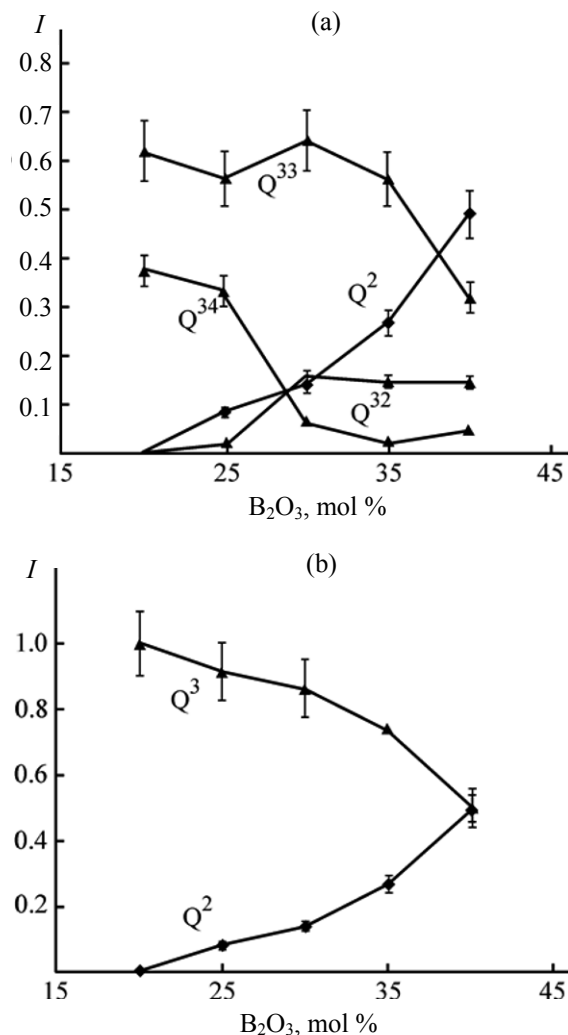 (a)
I
0.8
0.7
0.6
0.5
0.4
0.3
0.2
0.1
Q³³
Q³⁴
Q²
Q³²
15 25 35 45
B₂O₃, mol %
(b)
I
1.0
0.8
0.6
0.4
0.2
Q³
Q²
15 25 35 45
B₂O₃, mol %